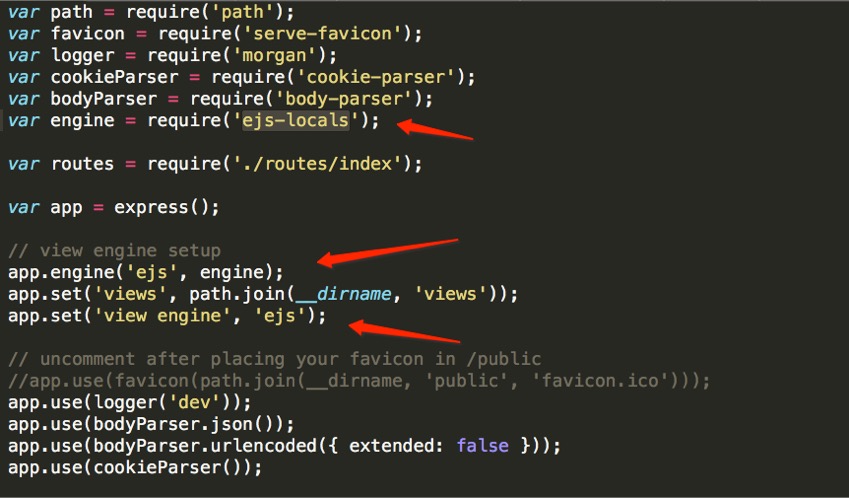 var path = require('path');
var favicon = require('serve-favicon');
var logger = require('morgan');
var cookieParser = require('cookie-parser');
var bodyParser = require('body-parser');
var engine = require('ejs-locals');
var routes = require('./routes/index');
var app = express();
// view engine setup
app.engine('ejs', engine);
app.set('views', path.join(__dirname, 'views'));
app.set('view engine', 'ejs');
// uncomment after placing your favicon in /public
//app.use(favicon(path.join(__dirname, 'public', 'favicon.ico')));
app.use(logger('dev'));
app.use(bodyParser.json());
app.use(bodyParser.urlencoded({ extended: false }));
app.use(cookieParser());